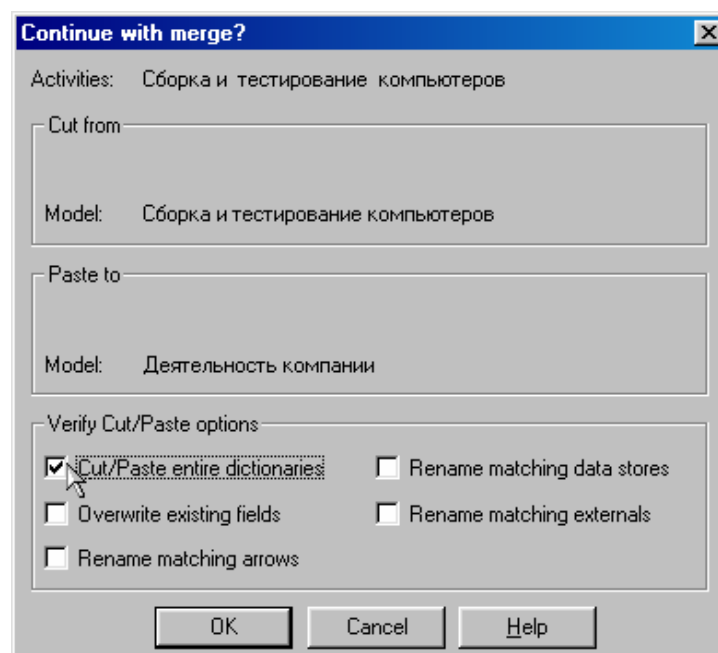 Continue with merge?
Activities: Сборка и тестирование компьютеров
Cut from
Model: Сборка и тестирование компьютеров
Paste to
Model: Деятельность компании
Verify Cut/Paste options
Cut/Paste entire dictionaries Rename matching data stores
Overwrite existing fields Rename matching externals
Rename matching arrows
OK Cancel Help